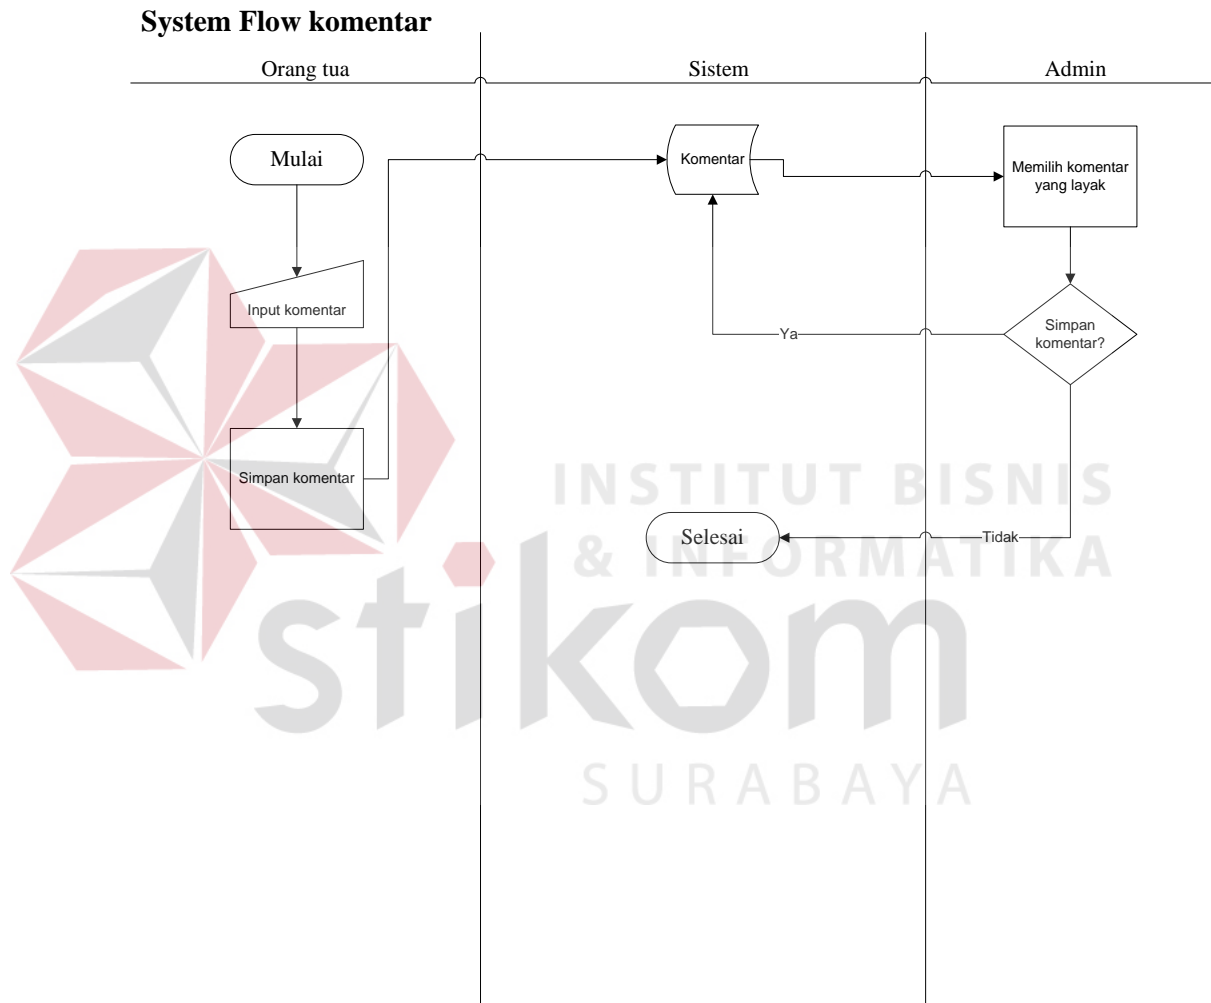 System Flow komentar
Orang tua
Sistem
Admin
Mulai
Komentar
Memilih komentar
yang layak
Input komentar
Ya
Simpan
komentar?
Simpan komentar
Selesai
Tidak
INSTITUT BISNIS
& INFORMATIKA
stikom
SURABAYA